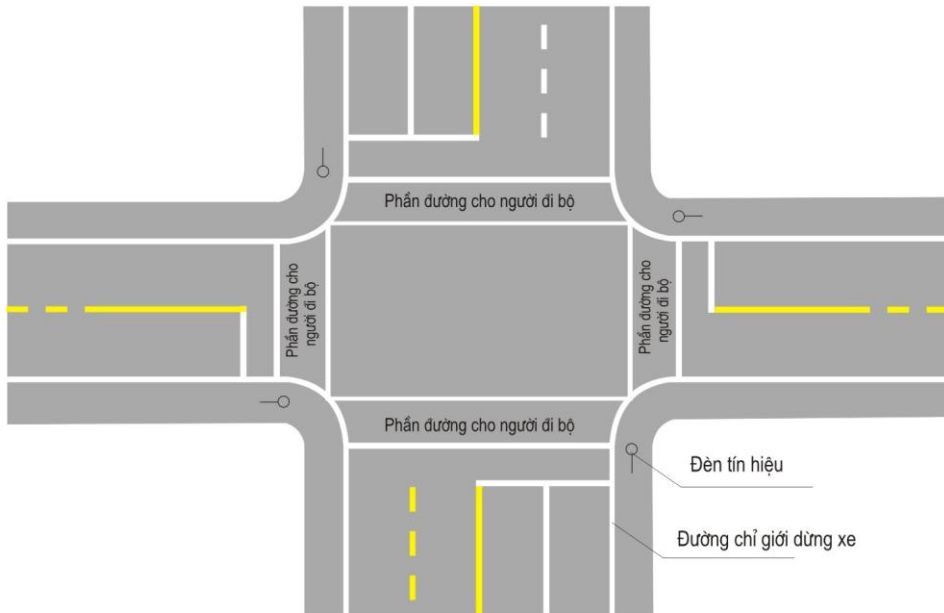 Phần đường cho người đi bộ
Phần đường cho
người đi bộ
Phần đường cho
người đi bộ
Phần đường cho người đi bộ
Đèn tín hiệu
Đường chỉ giới dừng xe